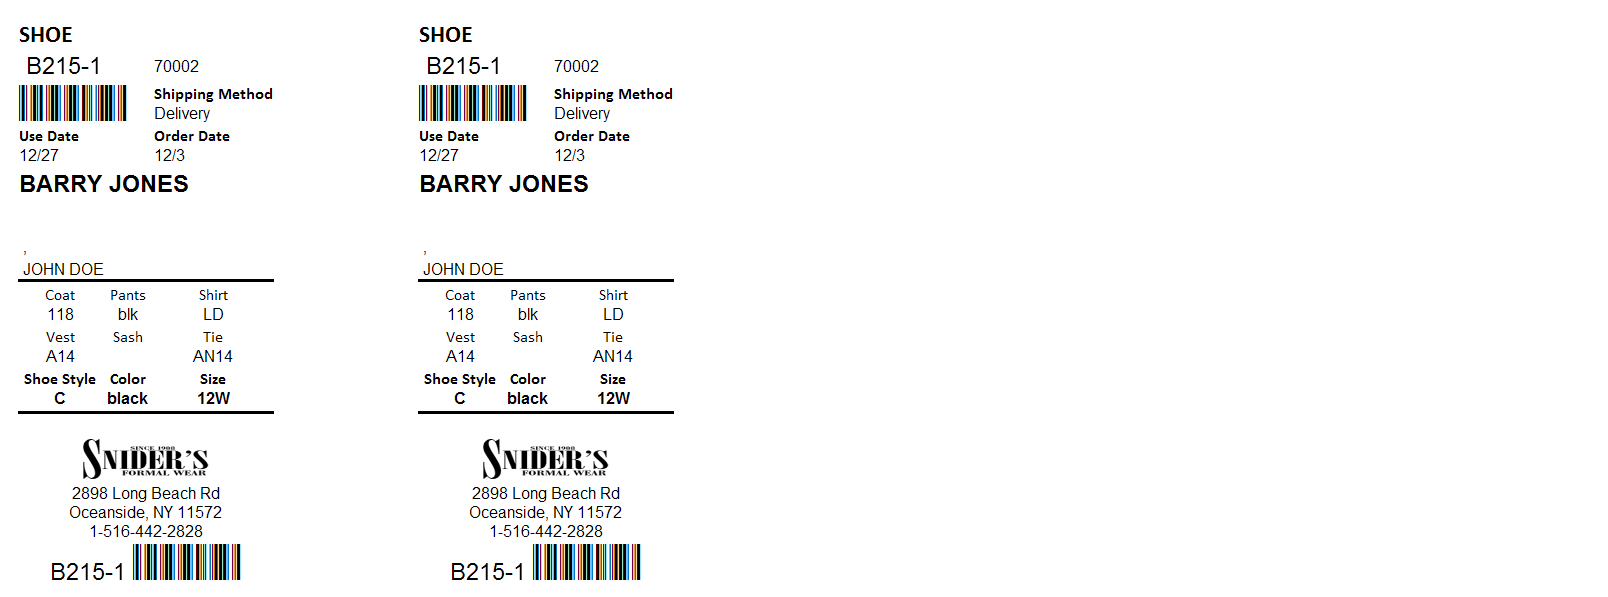 SHOE
B215-1 70002
Shipping Method
Delivery
Use Date Order Date
12/27 12/3
BARRY JONES
,
JOHN DOE
Coat Pants Shirt
118 blk LD
Vest Sash Tie
A14 AN14
Shoe Style Color Size
C black 12W
SINCE 1900
SNIDER'S
FORMAL WEAR
2898 Long Beach Rd
Oceanside, NY 11572
1-516-442-2828
B215-1
SHOE
B215-1 70002
Shipping Method
Delivery
Use Date Order Date
12/27 12/3
BARRY JONES
,
JOHN DOE
Coat Pants Shirt
118 blk LD
Vest Sash Tie
A14 AN14
Shoe Style Color Size
C black 12W
SINCE 1900
SNIDER'S
FORMAL WEAR
2898 Long Beach Rd
Oceanside, NY 11572
1-516-442-2828
B215-1